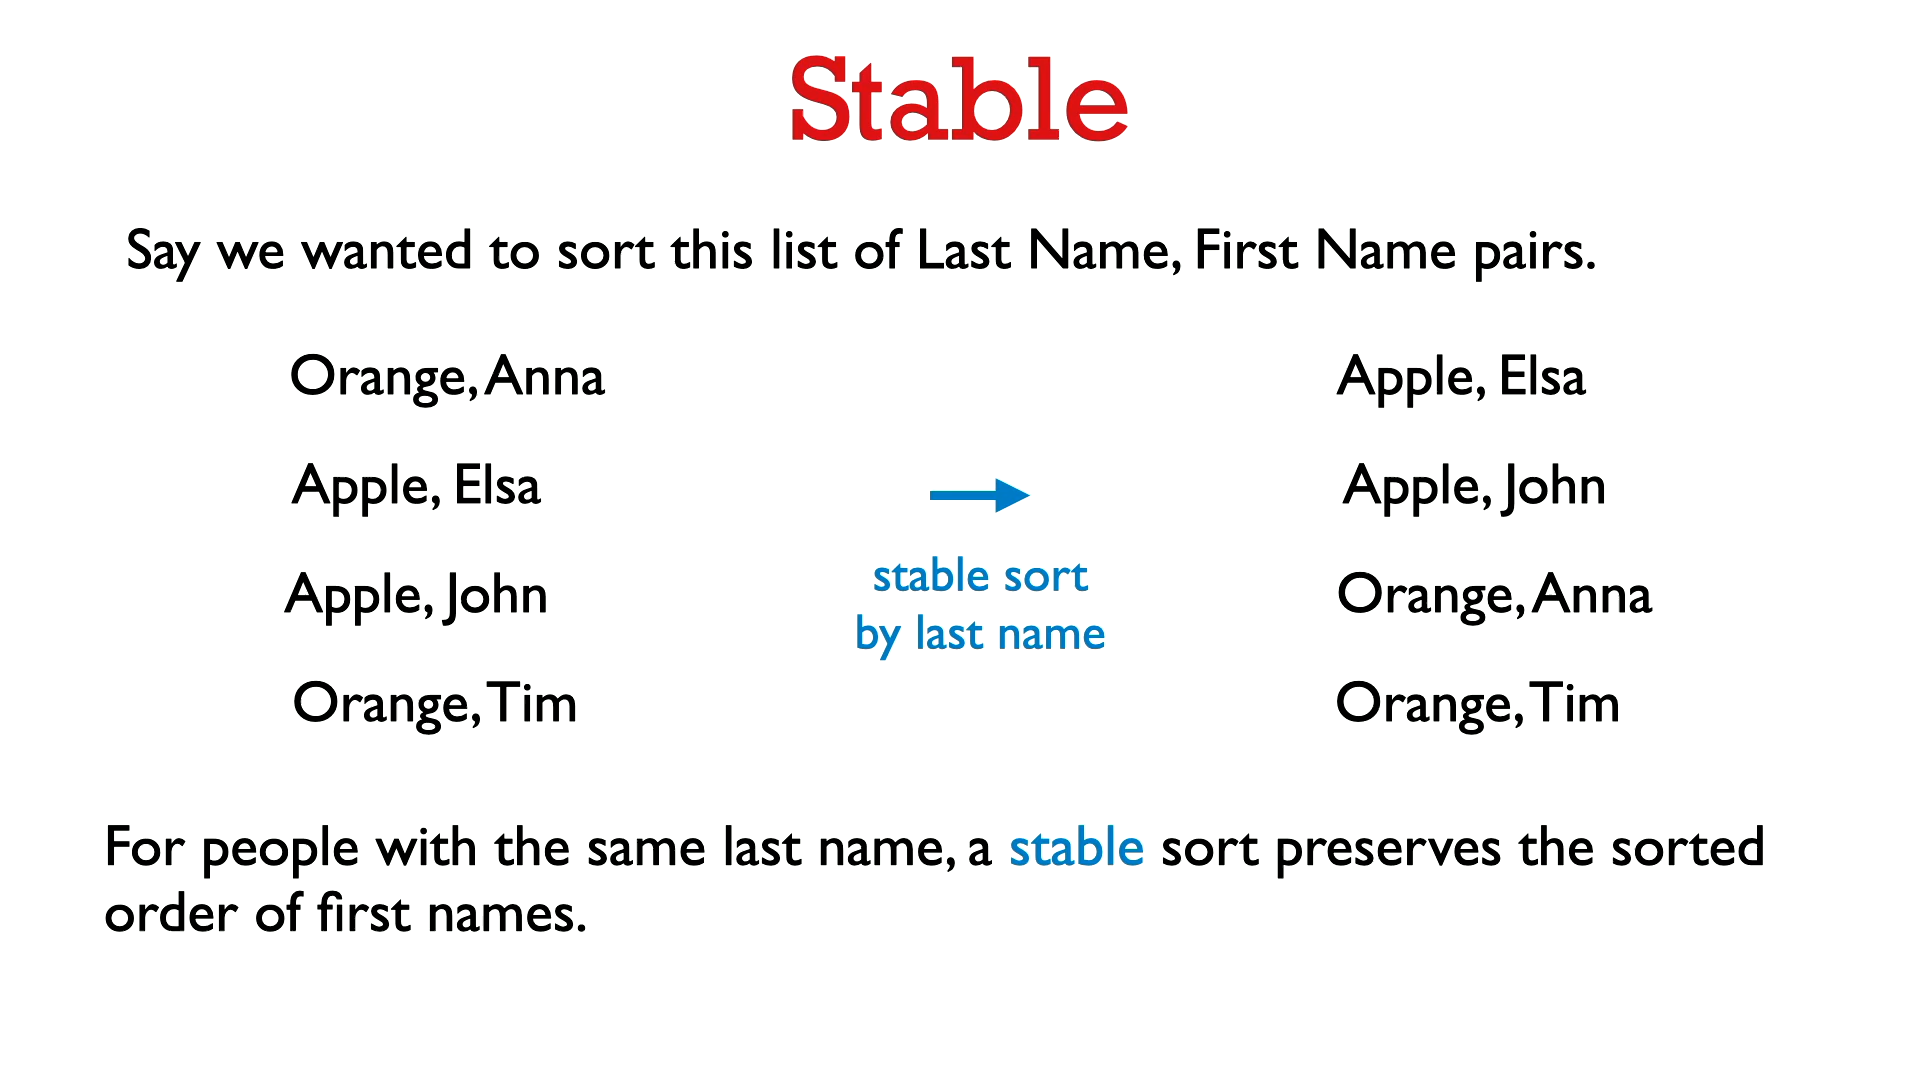 Stable
Say we wanted to sort this list of Last Name, First Name pairs.
Orange, Anna
Apple, Elsa
Apple, John
Orange, Tim
stable sort
by last name
Apple, Elsa
Apple, John
Orange, Anna
Orange, Tim
For people with the same last name, a stable sort preserves the sorted
order of first names.